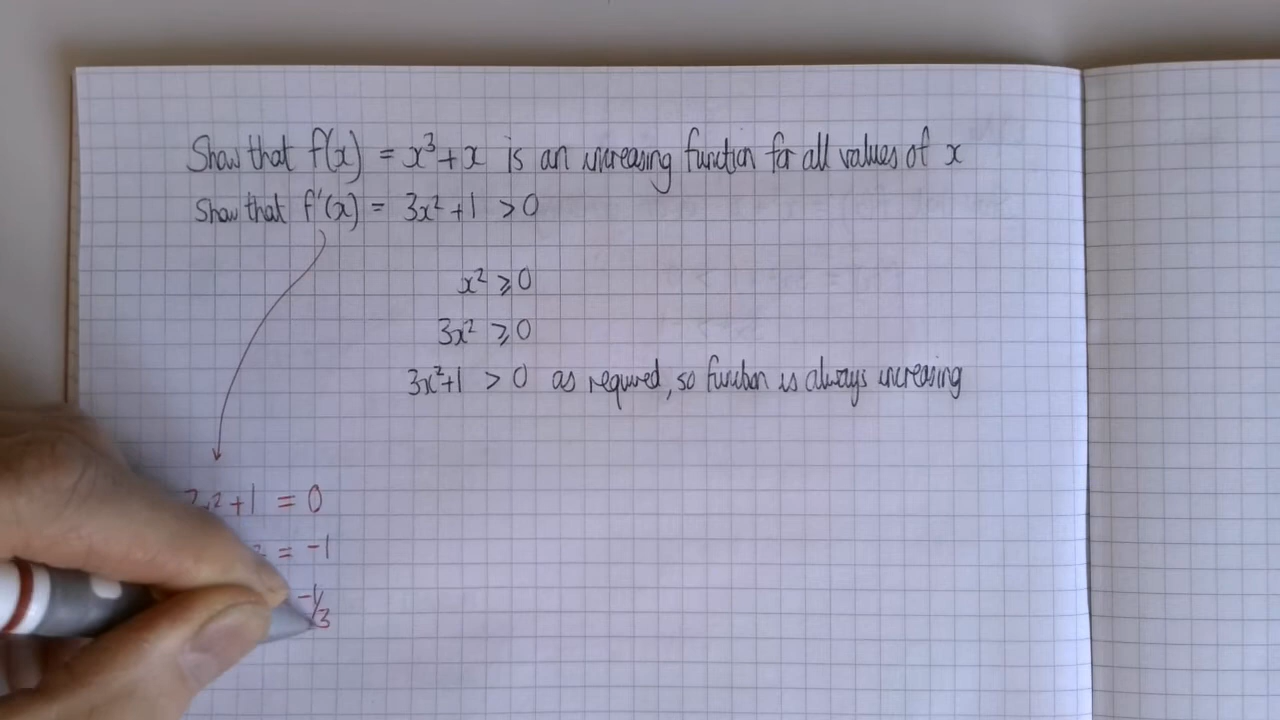 Show that f(x) = x³ + x is an increasing function for all values of x
Show that f'(x) = 3x² + 1 > 0
x² ⩾ 0
3x² ⩾ 0
3x² + 1 > 0 as required, so function is always increasing
+ 1 = 0
² = -1
-1/3